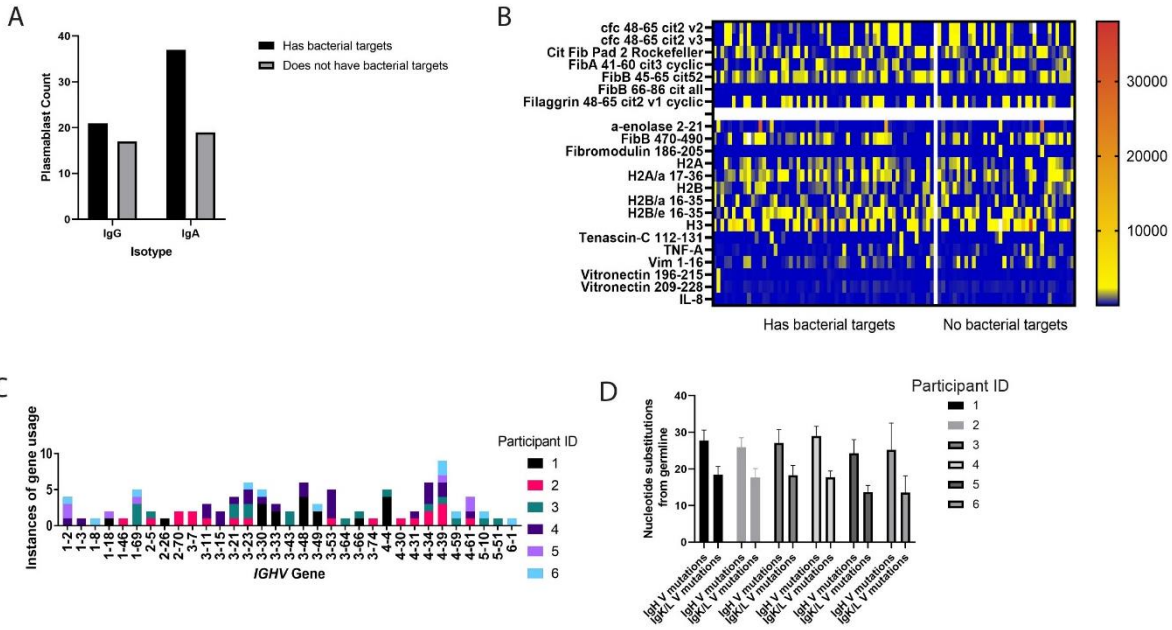 A
Plasmablast Count
40
30
20
10
0
IgG
IgA
Isotype
Has bacterial targets
Does not have bacterial targets
B
cfc 48-65 cit2 v2
cfc 48-65 cit2 v3
Cit Fib Pad 2 Rockefeller
FibA 41-60 cit3 cyclic
FibB 45-65 cit52
FibB 66-86 cit all
Filaggrin 48-65 cit2 v1 cyclic
a-enolase 2-21
FibB 470-490
Fibromodulin 186-205
H2A
H2A/a 17-36
H2B
H2B/a 16-35
H2B/e 16-35
H3
Tenascin-C 112-131
TNF-A
Vim 1-16
Vitronectin 196-215
Vitronectin 209-228
IL-8
Has bacterial targets
No bacterial targets
30000
20000
10000
C
Instances of gene usage
10
5
0
1-2
1-3
1-8
1-18
1-46
1-69
2-5
2-26
2-70
3-7
3-11
3-15
3-21
3-23
3-30
3-33
3-43
3-48
3-49
3-53
3-64
3-66
3-74
4-4
4-30
4-31
4-34
4-39
4-59
4-61
5-10
5-51
6-1
IGHV Gene
Participant ID
1
2
3
4
5
6
D
Nucleotide substitutions
from germline
40
30
20
10
0
IgH V mutations
IgK/L V mutations
IgH V mutations
IgK/L V mutations
IgH V mutations
IgK/L V mutations
IgH V mutations
IgK/L V mutations
IgH V mutations
IgK/L V mutations
IgH V mutations
IgK/L V mutations
Participant ID
1
2
3
4
5
6